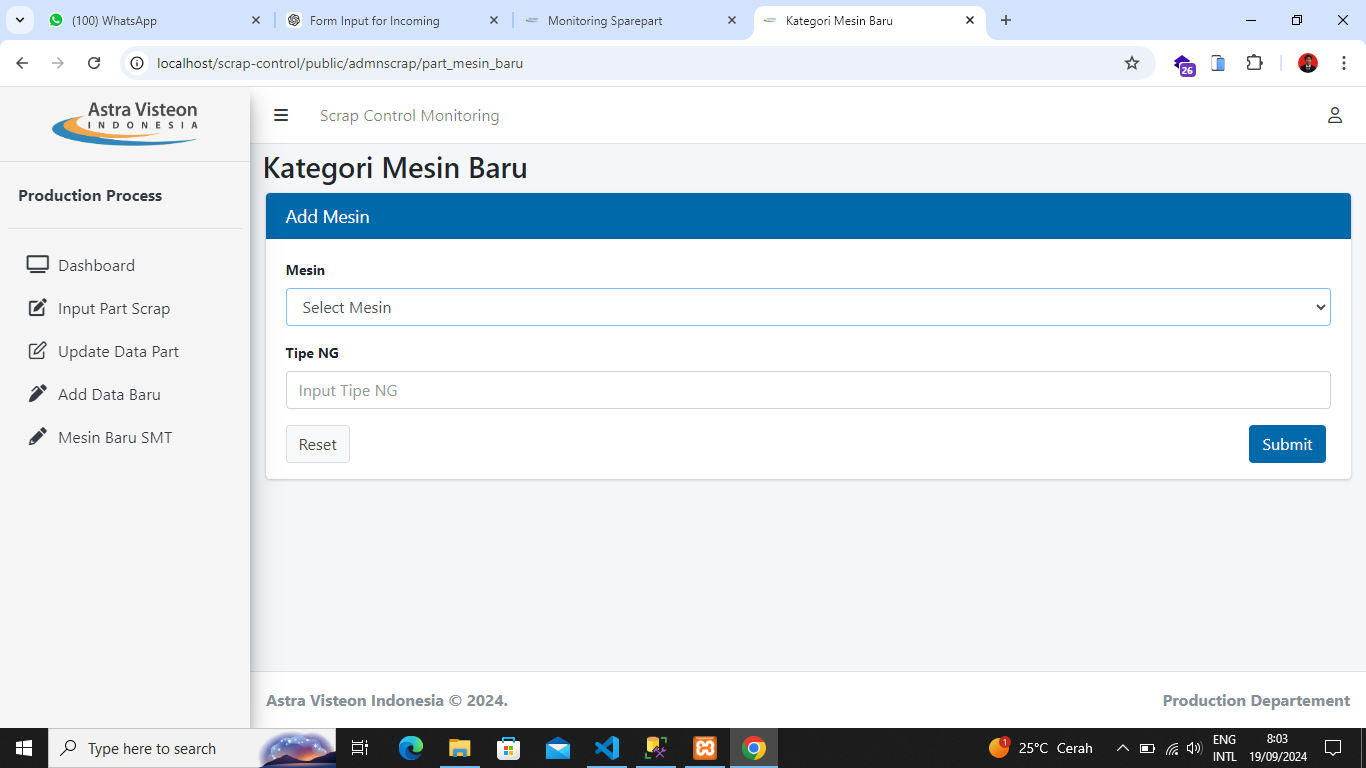 (100) WhatsApp
Form Input for Incoming
Monitoring Sparepart
Kategori Mesin Baru
localhost/scrap-control/public/admnscrap/part_mesin_baru
26
Astra Visteon
INDONESIA
Scrap Control Monitoring
Production Process
Dashboard
Input Part Scrap
Update Data Part
Add Data Baru
Mesin Baru SMT
Kategori Mesin Baru
Add Mesin
Mesin
Select Mesin
Tipe NG
Input Tipe NG
Reset
Submit
Astra Visteon Indonesia © 2024.
Production Departement
Type here to search
1
25°C Cerah
ENG
INTL
8:03
19/09/2024